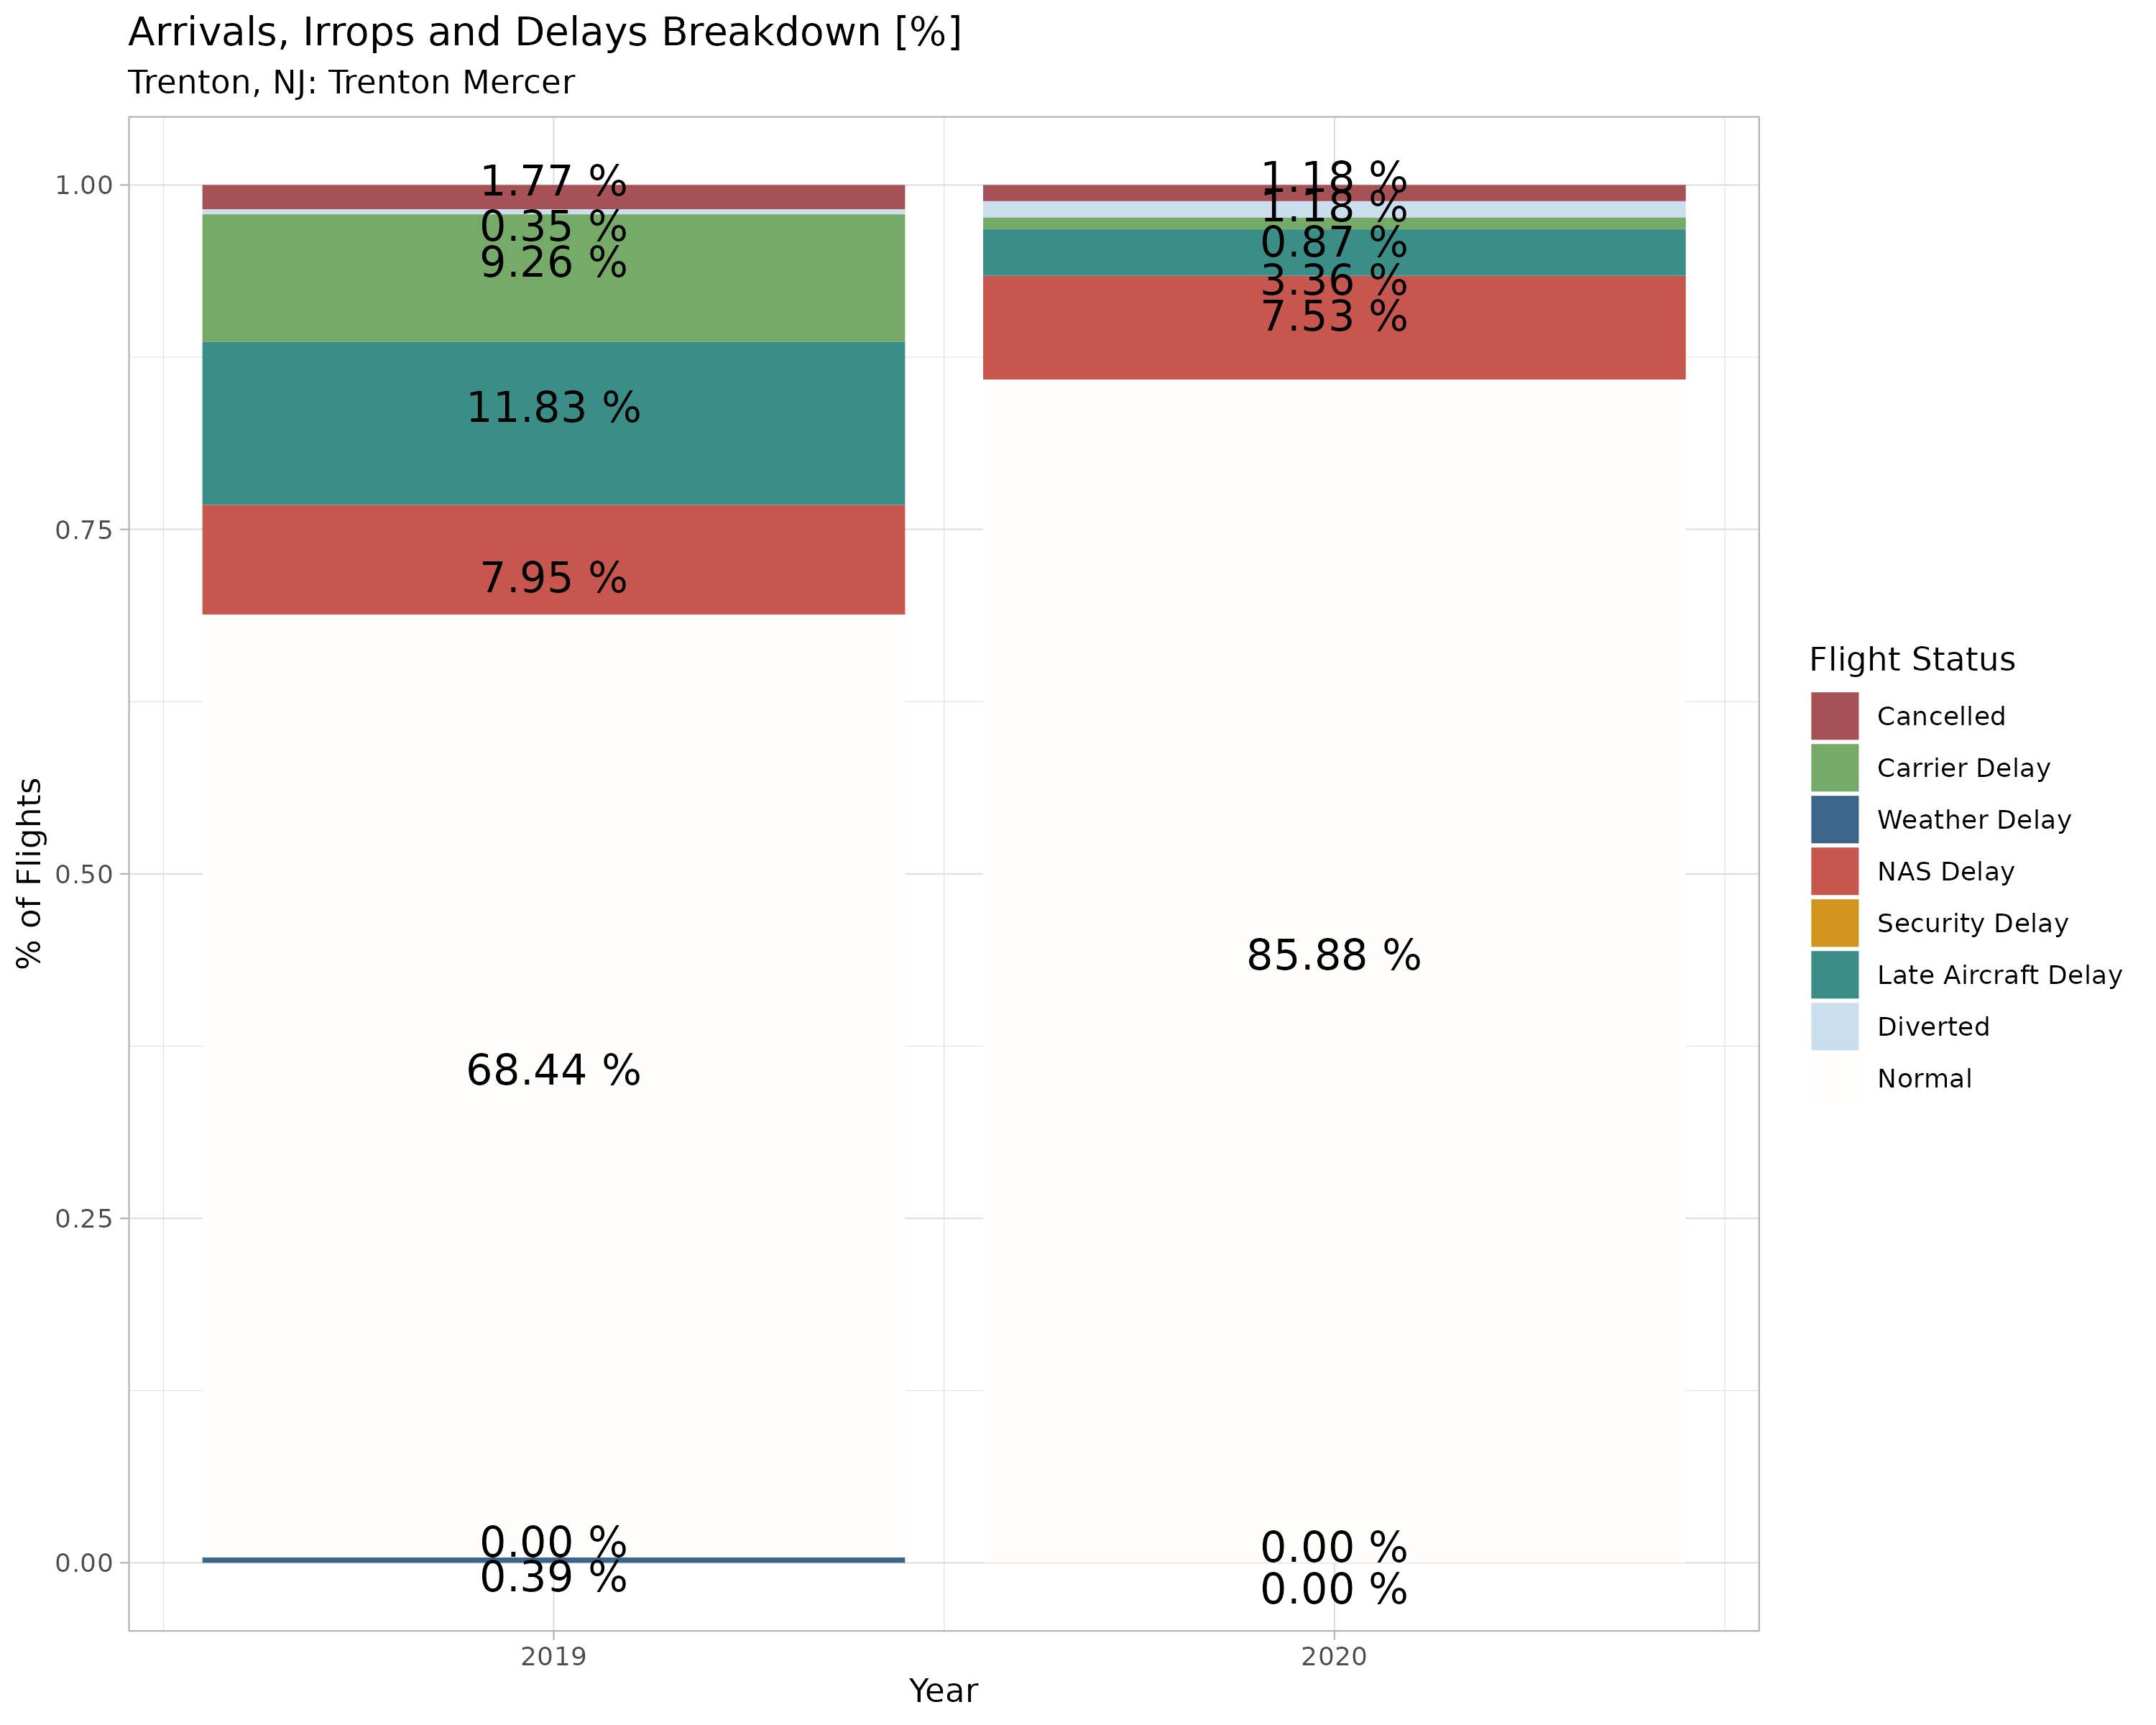 Arrivals, Irrops and Delays Breakdown [%]
Trenton, NJ: Trenton Mercer
% of Flights
1.00
0.75
0.50
0.25
0.00
1.77 %
0.35 %
9.26 %
11.83 %
7.95 %
68.44 %
0.00 %
0.39 %
1.18 %
1.18 %
0.87 %
3.36 %
7.53 %
85.88 %
0.00 %
0.00 %
2019
2020
Year
Flight Status
Cancelled
Carrier Delay
Weather Delay
NAS Delay
Security Delay
Late Aircraft Delay
Diverted
Normal